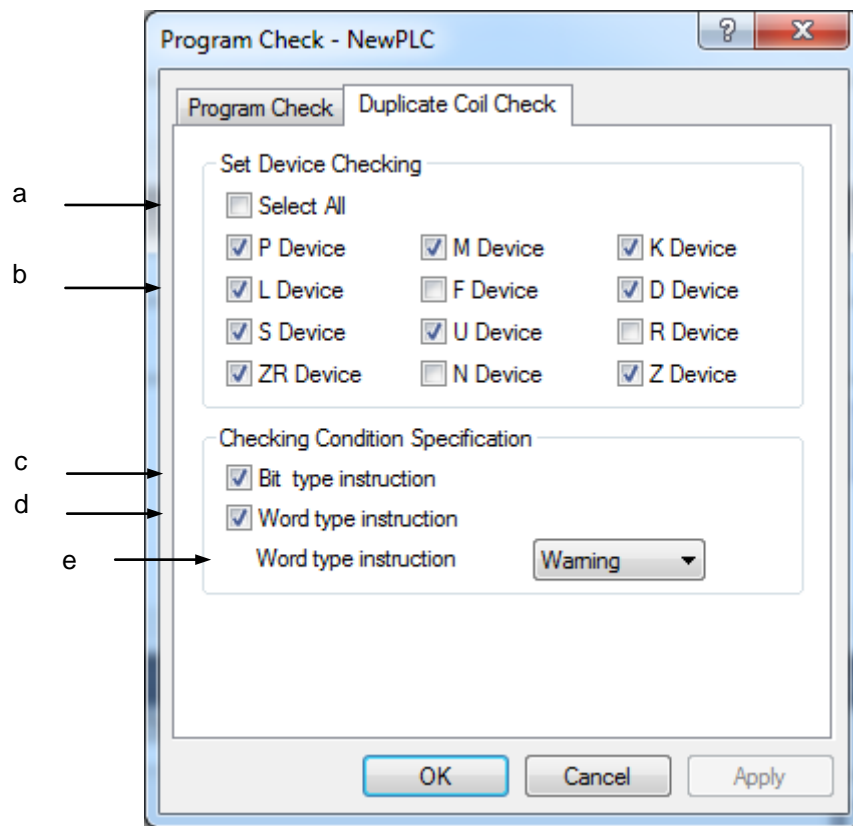 Program Check - NewPLC
Program Check Duplicate Coil Check
Set Device Checking
a Select All
P Device M Device K Device
b L Device F Device D Device
S Device U Device R Device
ZR Device N Device Z Device
Checking Condition Specification
c Bit type instruction
d Word type instruction
e Word type instruction Warning
OK Cancel Apply